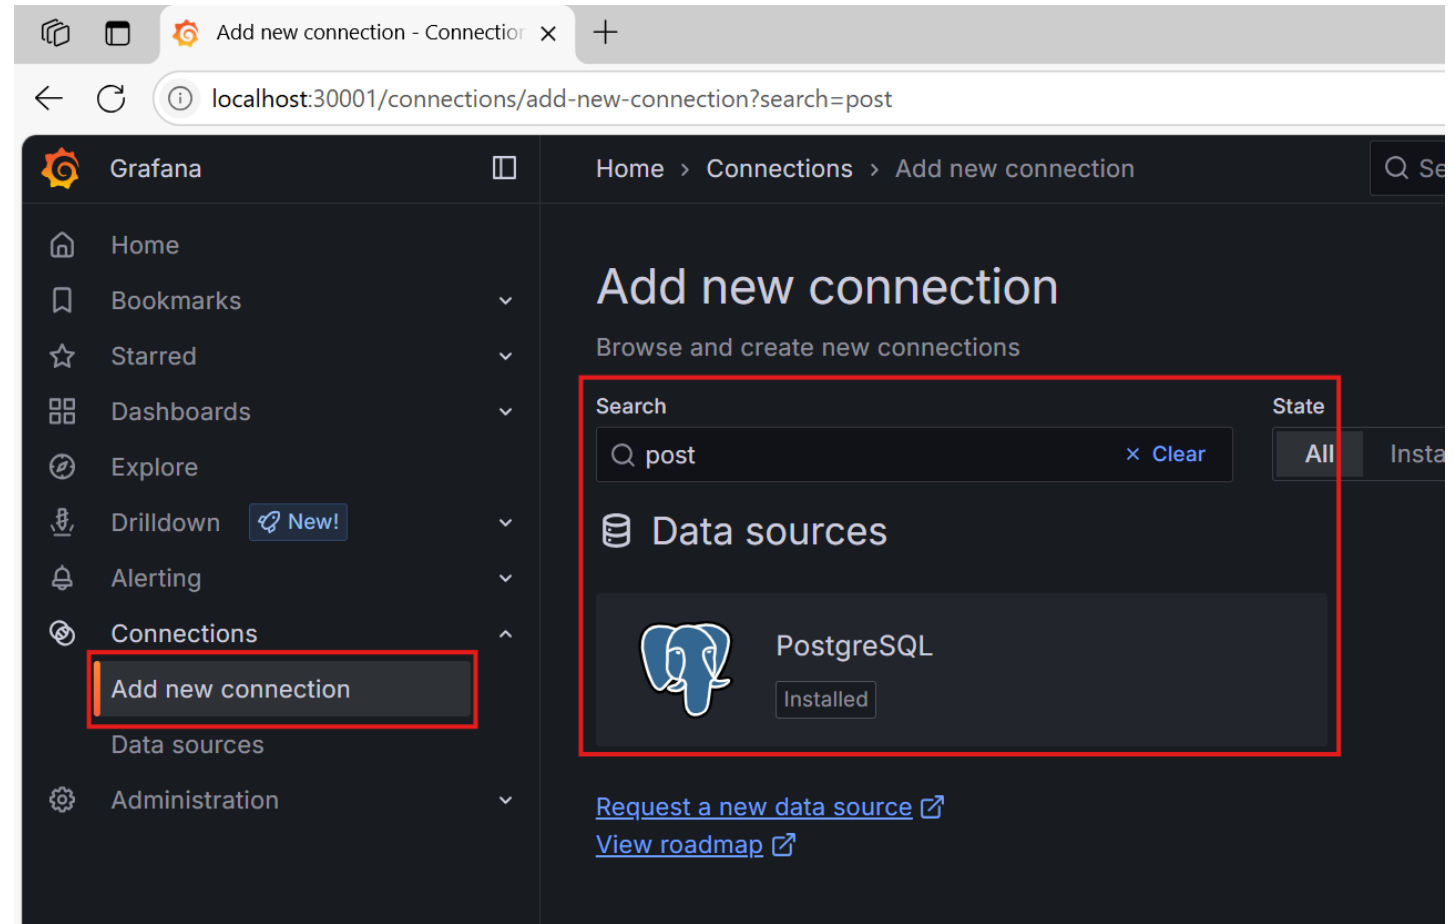 Add new connection - Connection
localhost:30001/connections/add-new-connection?search=post
Grafana
Home > Connections > Add new connection
Home
Bookmarks
Starred
Dashboards
Explore
Drilldown New!
Alerting
Connections
Add new connection
Data sources
Administration
Add new connection
Browse and create new connections
Search
State
post
Clear
All
Data sources
PostgreSQL
Installed
Request a new data source
View roadmap